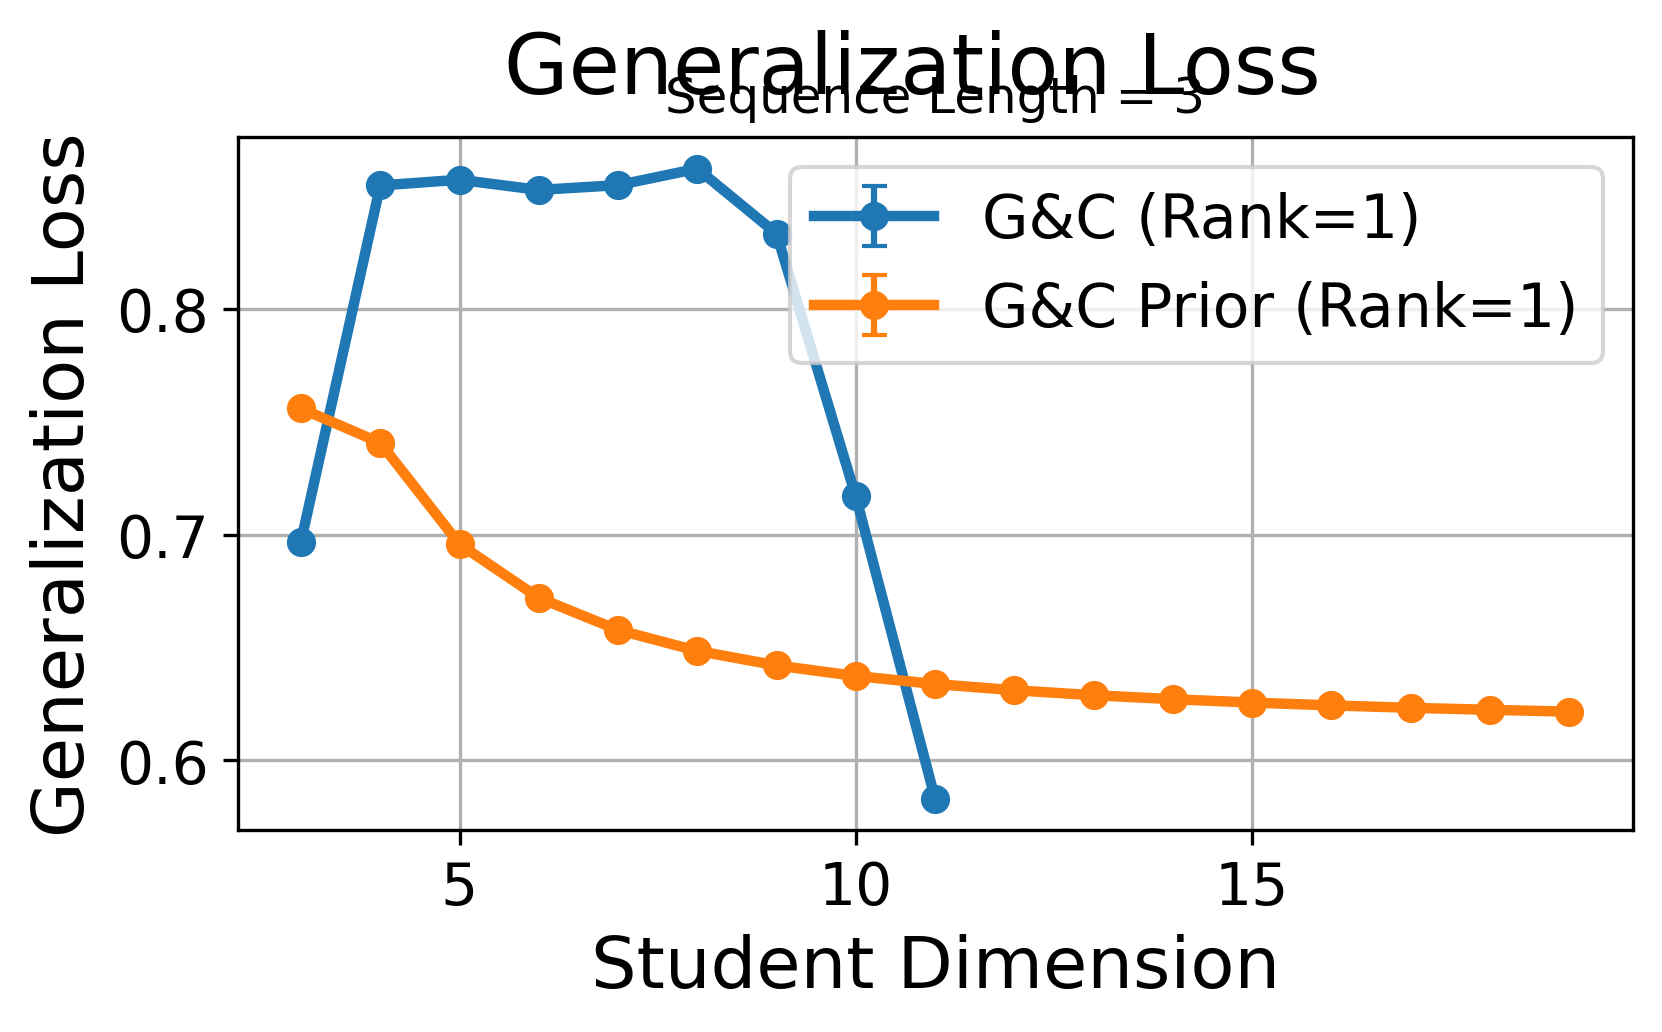 Generalization Loss
Sequence Length = 3
Generalization Loss
G&C (Rank=1)
G&C Prior (Rank=1)
0.8
0.7
0.6
5
10
15
Student Dimension